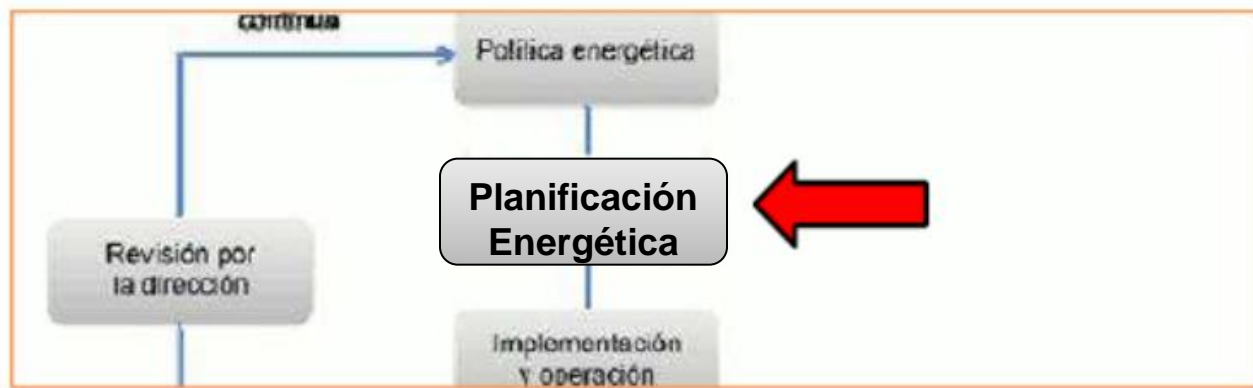 continua
Política energética
Planificación
Energética
Revisión por
la dirección
Implementación
y operación